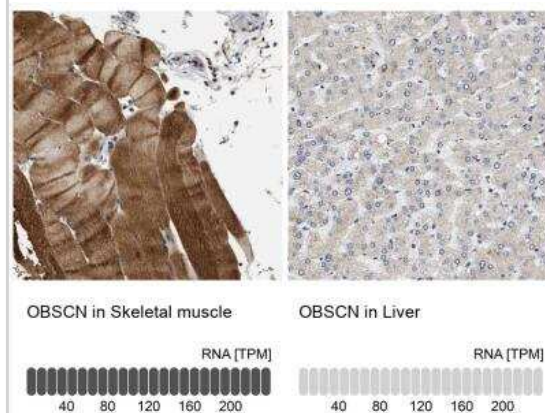 OBSCN in Skeletal muscle
OBSCN in Liver
RNA [TPM]
RNA [TPM]
40 80 120 160 200
40 80 120 160 200